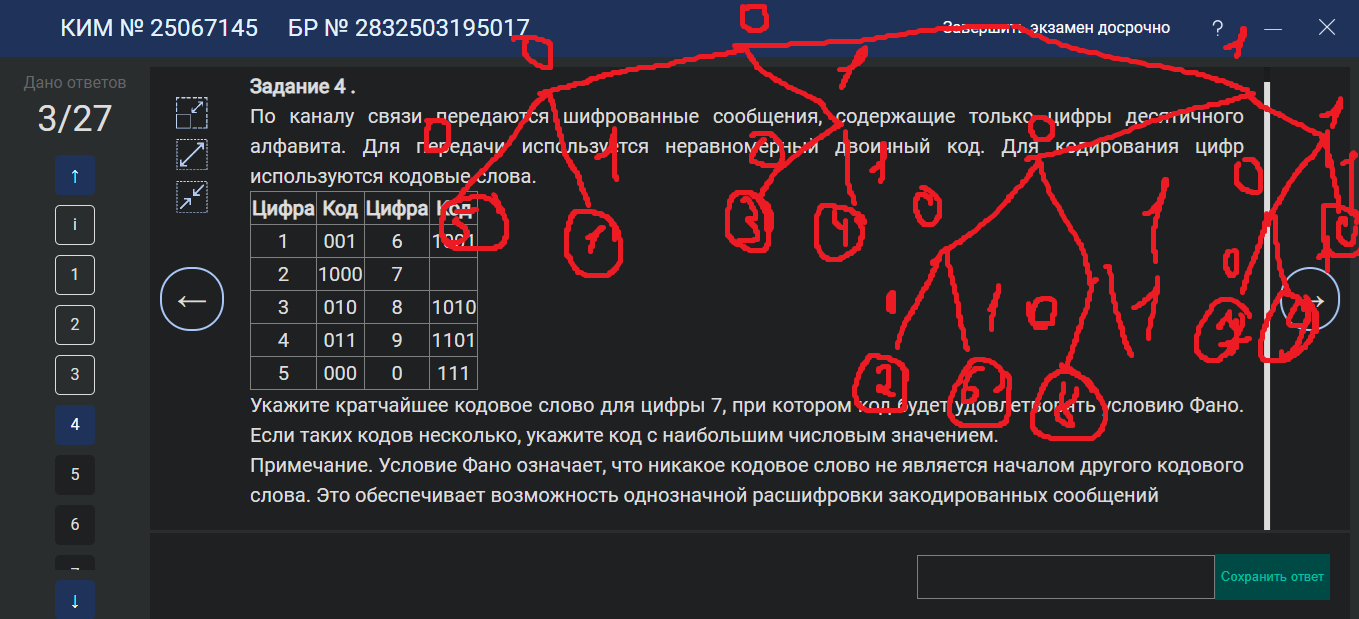 КИМ № 25067145 БР № 2832503195017 Завершить экзамен досрочно ?
Дано ответов
3/27
i
1
2
3
4
5
6
7
Задание 4 .
По каналу связи передаются шифрованные сообщения, содержащие только цифры десятичного
алфавита. Для передачи используется неравномерный двоичный код. Для кодирования цифр
используются кодовые слова.
Цифра Код Цифра Код
1 001 6 1001
2 1000 7
3 010 8 1010
4 011 9 1101
5 000 0 111
Укажите кратчайшее кодовое слово для цифры 7, при котором код будет удовлетворять условию Фано.
Если таких кодов несколько, укажите код с наибольшим числовым значением.
Примечание. Условие Фано означает, что никакое кодовое слово не является началом другого кодового
слова. Это обеспечивает возможность однозначной расшифровки закодированных сообщений
Сохранить ответ
0
0 1 1
0 1 0 1 0 1
0 1 0 1
5 1 3 4 0
0 1 0 1 0 1
2 6 8